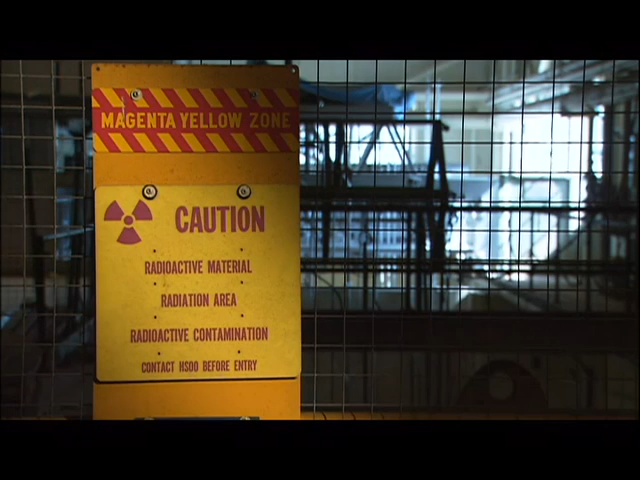 MAGENTA YELLOW ZONE
CAUTION
RADIOACTIVE MATERIAL
RADIATION AREA
RADIOACTIVE CONTAMINATION
CONTACT HSOO BEFORE ENTRY